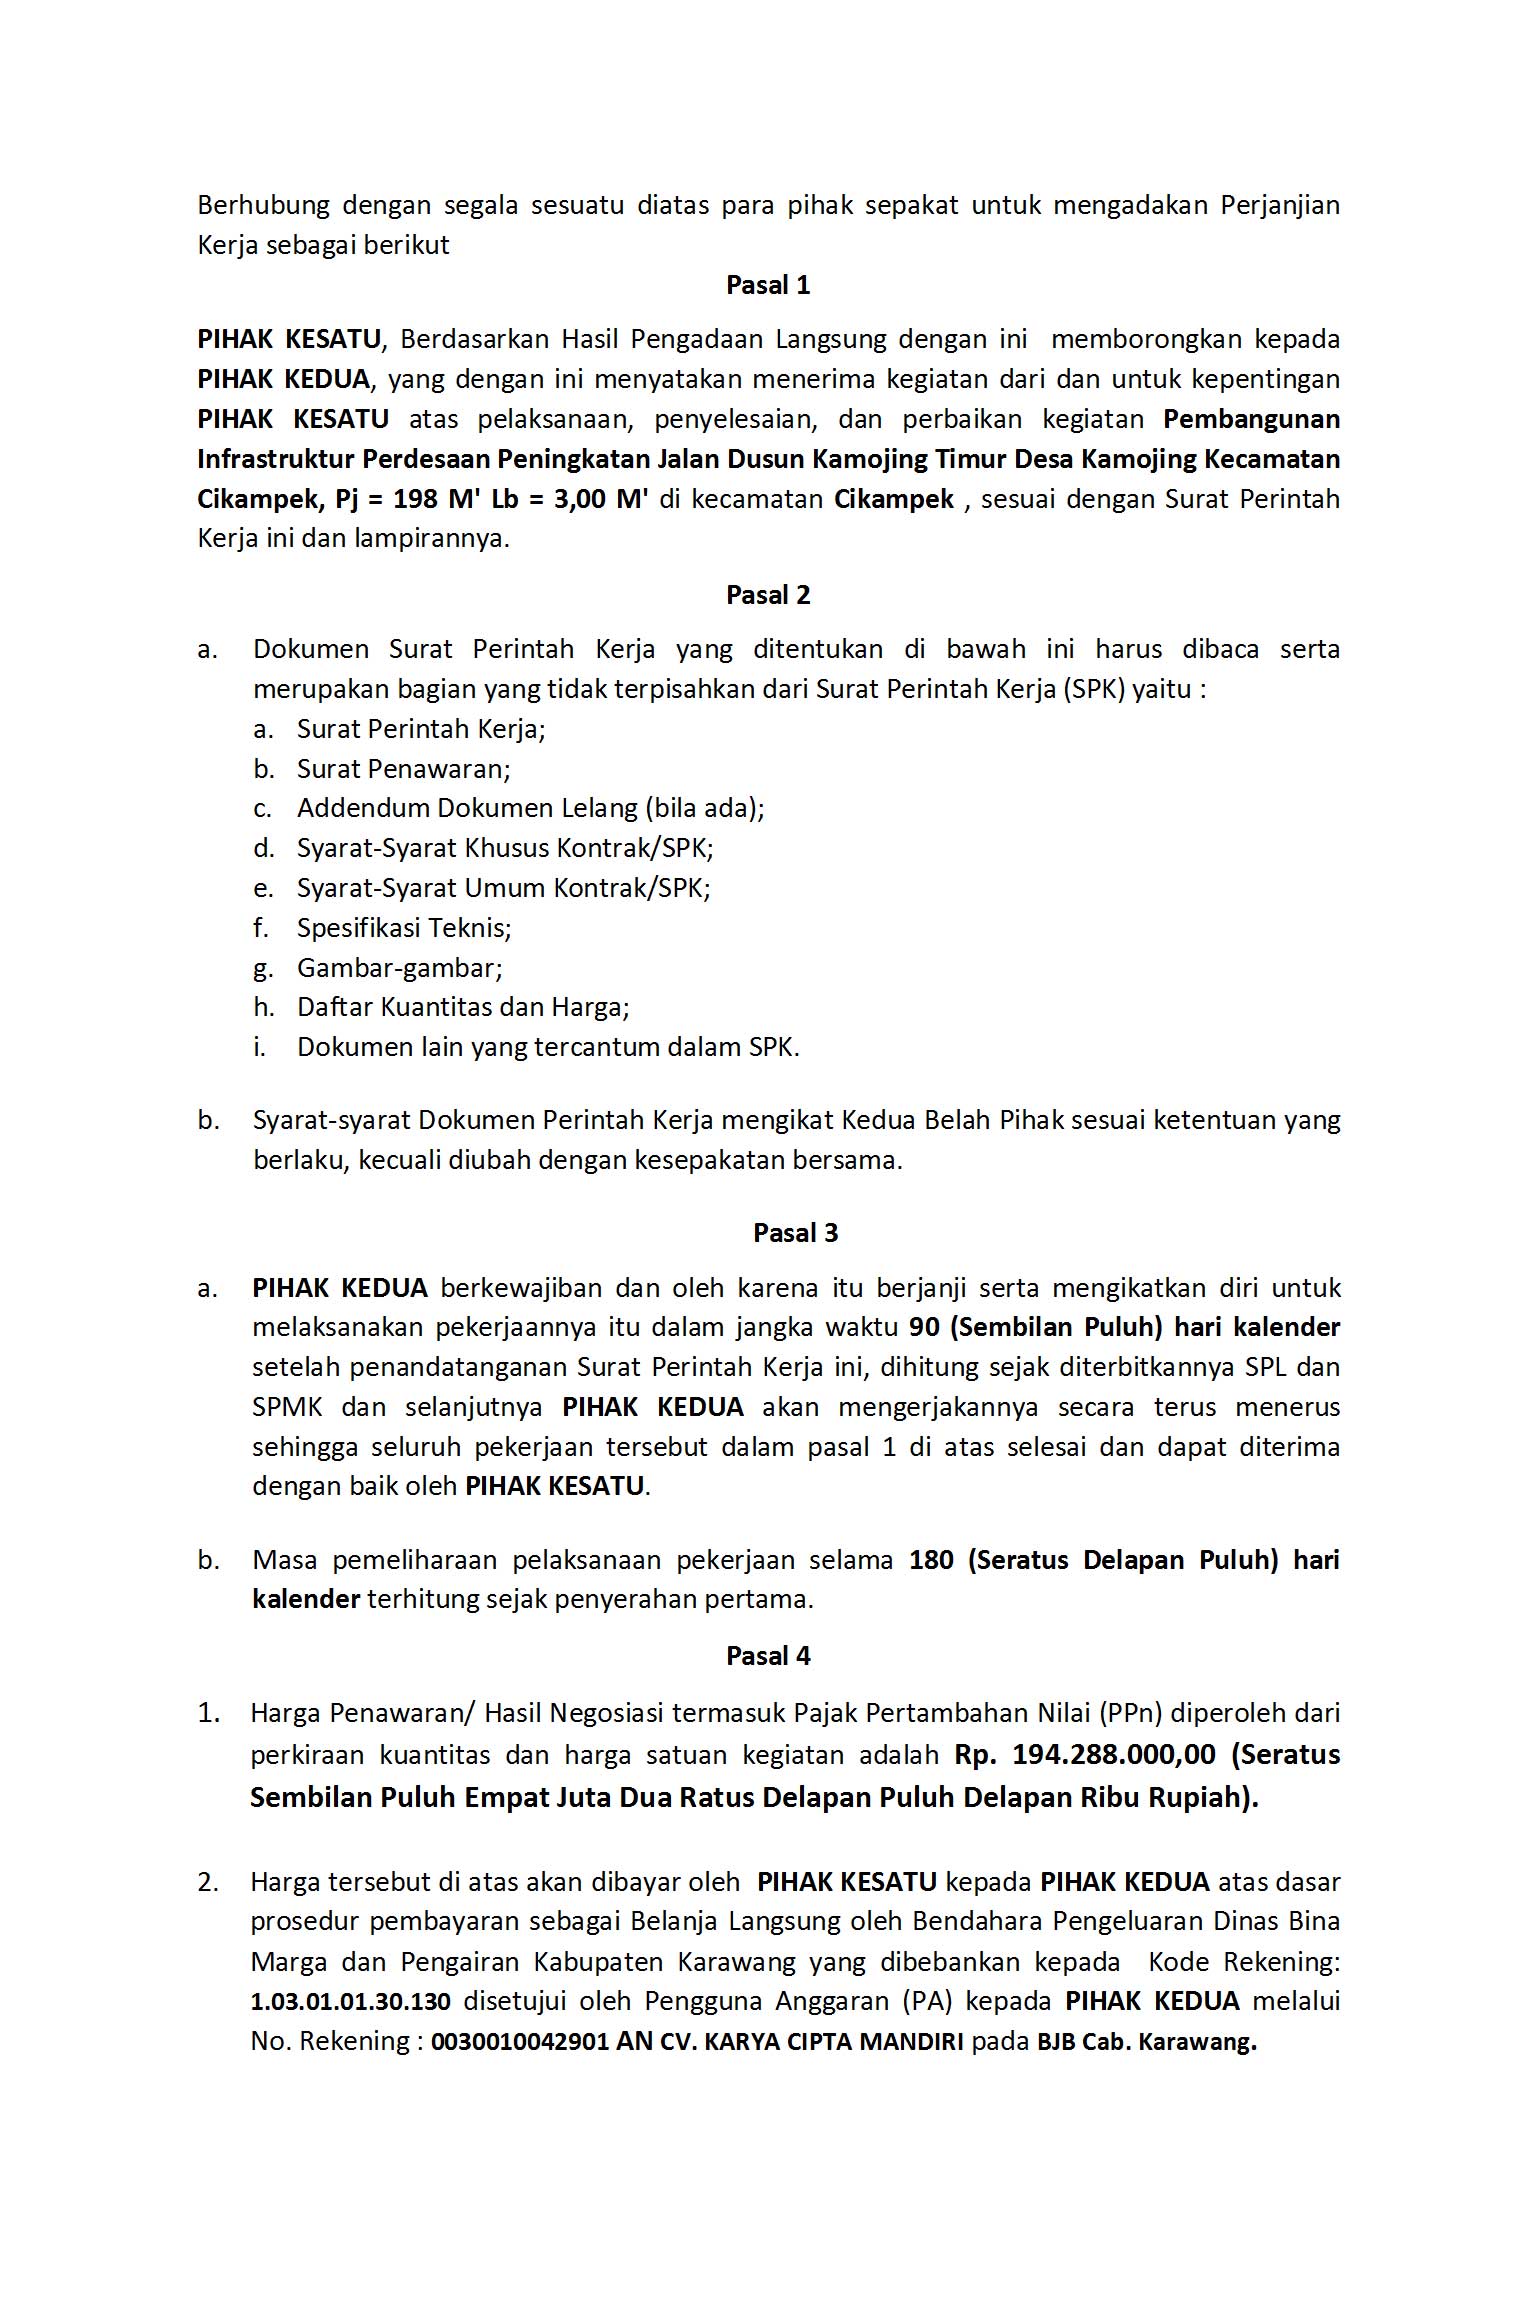 Berhubung dengan segala sesuatu diatas para pihak sepakat untuk mengadakan Perjanjian
Kerja sebagai berikut
Pasal 1
PIHAK KESATU, Berdasarkan Hasil Pengadaan Langsung dengan ini memborongkan kepada
PIHAK KEDUA, yang dengan ini menyatakan menerima kegiatan dari dan untuk kepentingan
PIHAK KESATU atas pelaksanaan, penyelesaian, dan perbaikan kegiatan Pembangunan
Infrastruktur Perdesaan Peningkatan Jalan Dusun Kamojing Timur Desa Kamojing Kecamatan
Cikampek, Pj = 198 M' Lb = 3,00 M' di kecamatan Cikampek , sesuai dengan Surat Perintah
Kerja ini dan lampirannya.
Pasal 2
a. Dokumen Surat Perintah Kerja yang ditentukan di bawah ini harus dibaca serta
merupakan bagian yang tidak terpisahkan dari Surat Perintah Kerja (SPK) yaitu :
a. Surat Perintah Kerja;
b. Surat Penawaran;
c. Addendum Dokumen Lelang (bila ada);
d. Syarat-Syarat Khusus Kontrak/SPK;
e. Syarat-Syarat Umum Kontrak/SPK;
f. Spesifikasi Teknis;
g. Gambar-gambar;
h. Daftar Kuantitas dan Harga;
i. Dokumen lain yang tercantum dalam SPK.
b. Syarat-syarat Dokumen Perintah Kerja mengikat Kedua Belah Pihak sesuai ketentuan yang
berlaku, kecuali diubah dengan kesepakatan bersama.
Pasal 3
a. PIHAK KEDUA berkewajiban dan oleh karena itu berjanji serta mengikatkan diri untuk
melaksanakan pekerjaannya itu dalam jangka waktu 90 (Sembilan Puluh) hari kalender
setelah penandatanganan Surat Perintah Kerja ini, dihitung sejak diterbitkannya SPL dan
SPMK dan selanjutnya PIHAK KEDUA akan mengerjakannya secara terus menerus
sehingga seluruh pekerjaan tersebut dalam pasal 1 di atas selesai dan dapat diterima
dengan baik oleh PIHAK KESATU.
b. Masa pemeliharaan pelaksanaan pekerjaan selama 180 (Seratus Delapan Puluh) hari
kalender terhitung sejak penyerahan pertama.
Pasal 4
1. Harga Penawaran/ Hasil Negosiasi termasuk Pajak Pertambahan Nilai (PPn) diperoleh dari
perkiraan kuantitas dan harga satuan kegiatan adalah Rp. 194.288.000,00 (Seratus
Sembilan Puluh Empat Juta Dua Ratus Delapan Puluh Delapan Ribu Rupiah).
2. Harga tersebut di atas akan dibayar oleh PIHAK KESATU kepada PIHAK KEDUA atas dasar
prosedur pembayaran sebagai Belanja Langsung oleh Bendahara Pengeluaran Dinas Bina
Marga dan Pengairan Kabupaten Karawang yang dibebankan kepada Kode Rekening:
1.03.01.01.30.130 disetujui oleh Pengguna Anggaran (PA) kepada PIHAK KEDUA melalui
No. Rekening : 0030010042901 AN CV. KARYA CIPTA MANDIRI pada BJB Cab. Karawang.